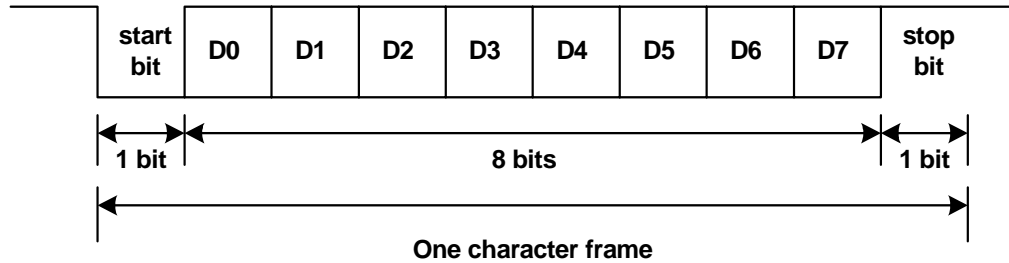 start bit D0 D1 D2 D3 D4 D5 D6 D7 stop bit
1 bit 8 bits 1 bit
One character frame